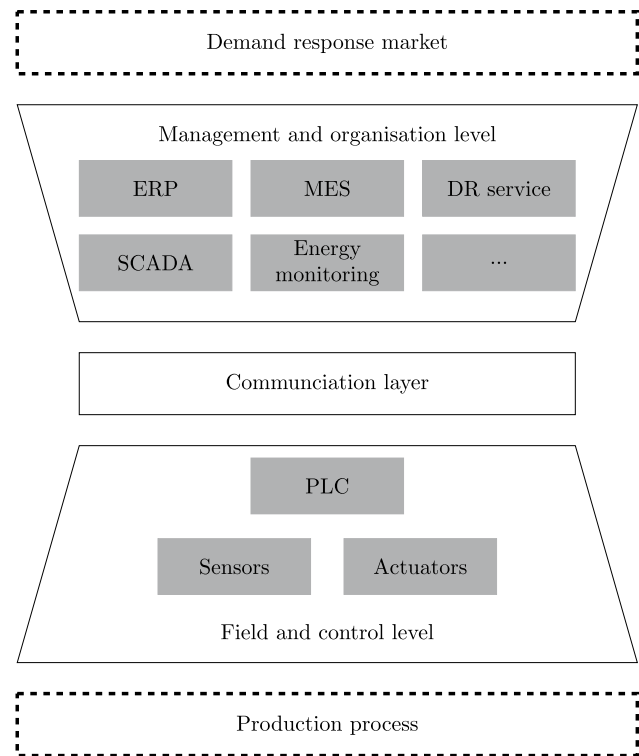 Demand response market
Management and organisation level
ERP MES DR service
SCADA Energy monitoring ...
Communciation layer
PLC
Sensors Actuators
Field and control level
Production process